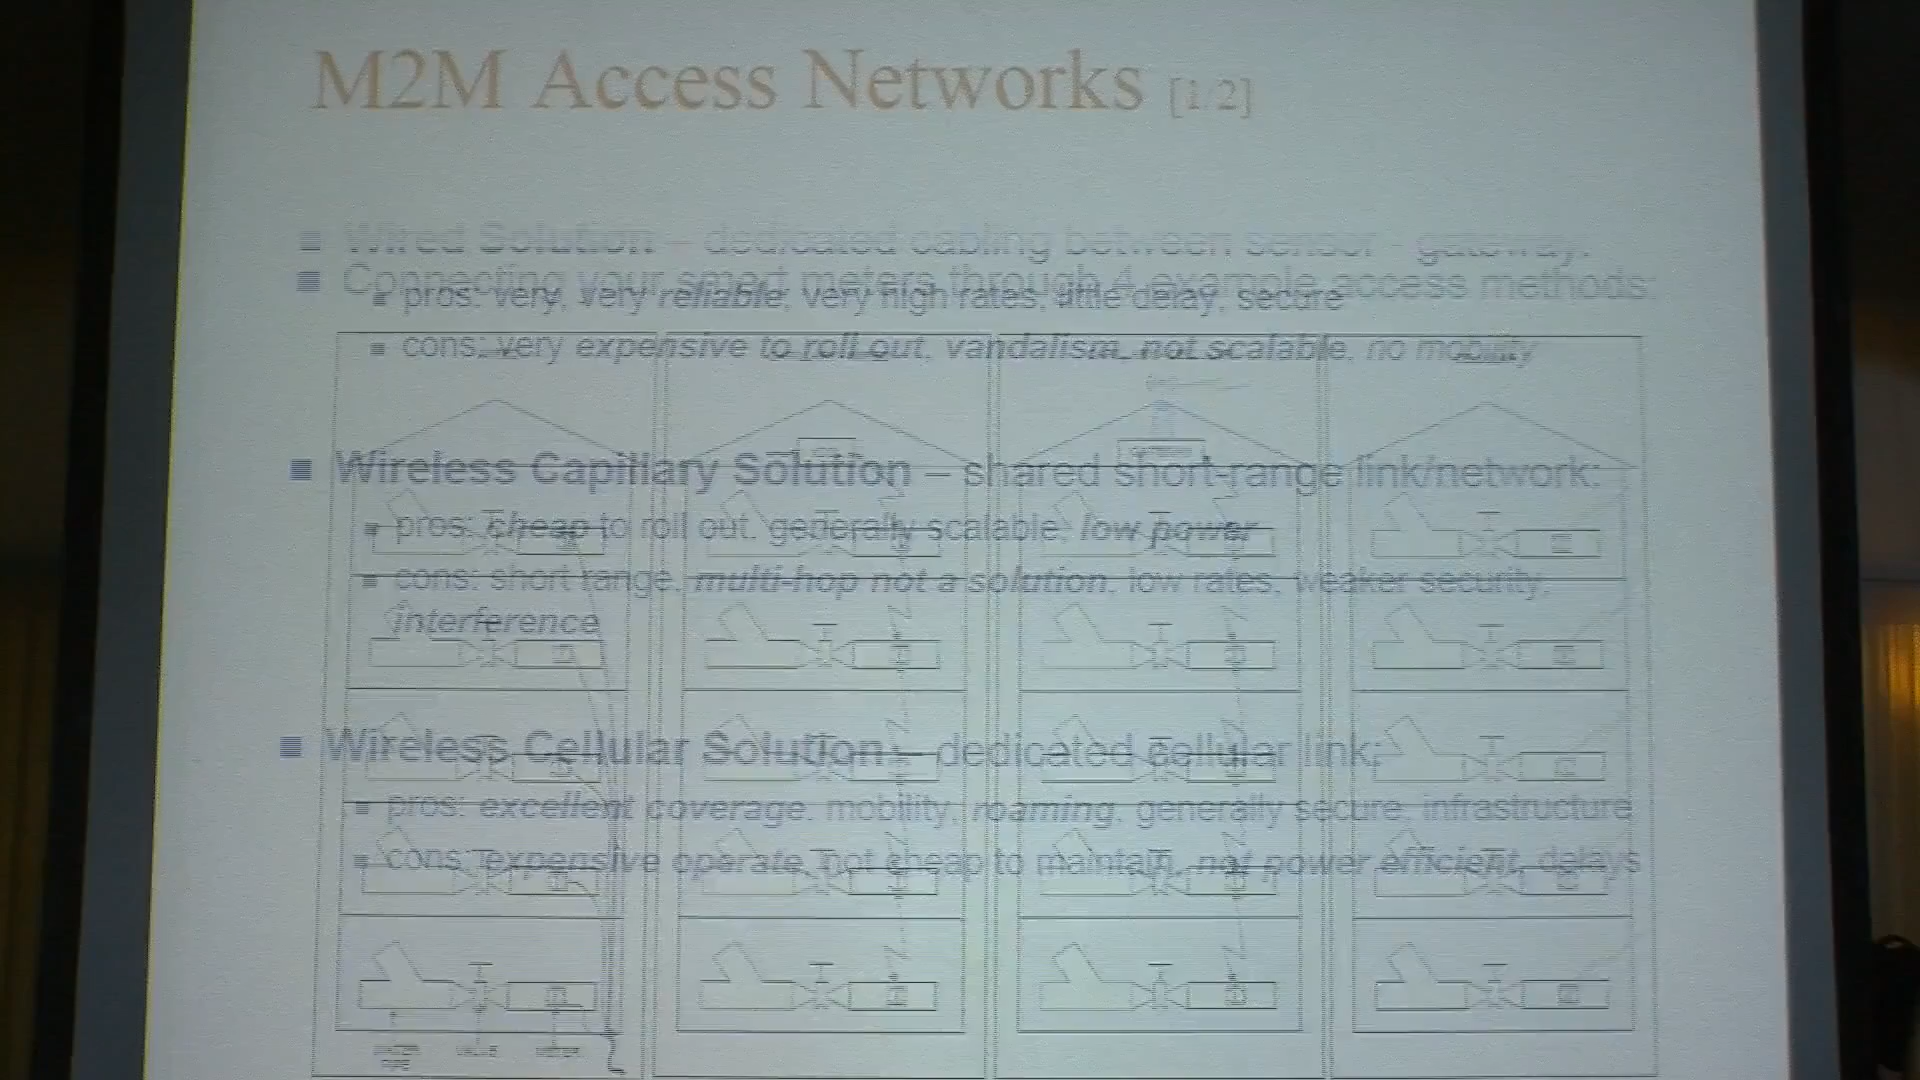 M2M Access Networks [1/2]
Wired Solution – dedicated cabling between sensor - gateway:
Connecting your smart meters through 4 example access methods:
pros: very, very reliable, very high rates, little delay, secure
cons: very expensive to roll out, vandalism, not scalable, no mobility
Wireless Capillary Solution – shared short-range link/network:
pros: cheap to roll out, generally scalable, low power
cons: short range, multi-hop not a solution, low rates, weaker security,
interference
Wireless Cellular Solution – dedicated cellular link:
pros: excellent coverage, mobility, roaming, generally secure, infrastructure
cons: expensive operate, not cheap to maintain, not power efficient, delays
VALVE METER